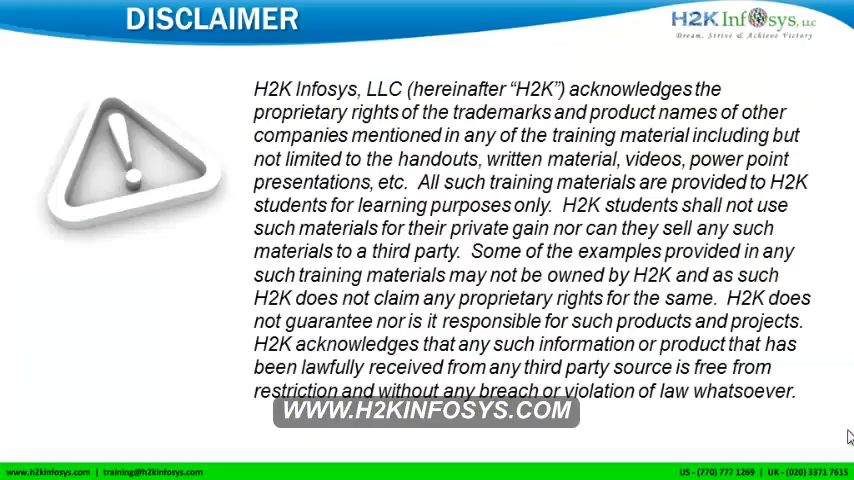 DISCLAIMER
H2K Infosys, LLC
Dream, Strive & Achieve Victory
H2K Infosys, LLC (hereinafter “H2K”) acknowledges the
proprietary rights of the trademarks and product names of other
companies mentioned in any of the training material including but
not limited to the handouts, written material, videos, power point
presentations, etc.  All such training materials are provided to H2K
students for learning purposes only.  H2K students shall not use
such materials for their private gain nor can they sell any such
materials to a third party.  Some of the examples provided in any
such training materials may not be owned by H2K and as such
H2K does not claim any proprietary rights for the same.  H2K does
not guarantee nor is it responsible for such products and projects.
H2K acknowledges that any such information or product that has
been lawfully received from any third party source is free from
restriction and without any breach or violation of law whatsoever.
WWW.H2KINFOSYS.COM
www.h2kinfosys.com | training@h2kinfosys.com
US - (770) 777 1269 | UK - (020) 3371 7615